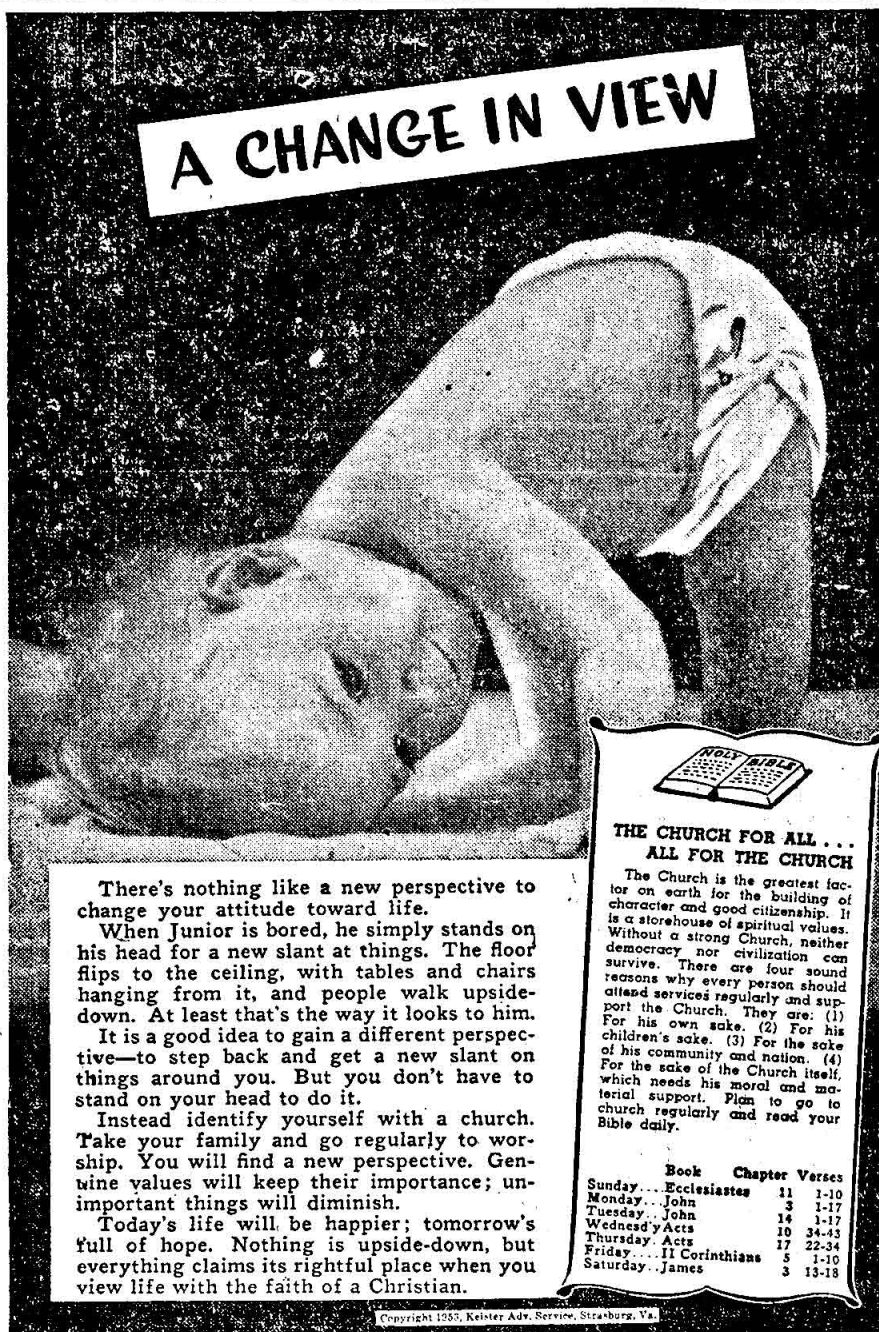 A CHANGE IN VIEW
There's nothing like a new perspective to
change your attitude toward life.
When Junior is bored, he simply stands on
his head for a new slant at things. The floor
flips to the ceiling, with tables and chairs
hanging from it, and people walk upside-
down. At least that's the way it looks to him.
It is a good idea to gain a different perspec-
tive—to step back and get a new slant on
things around you. But you don't have to
stand on your head to do it.
Instead identify yourself with a church.
Take your family and go regularly to wor-
ship. You will find a new perspective. Gen-
uine values will keep their importance; un-
important things will diminish.
Today's life will be happier; tomorrow's
full of hope. Nothing is upside-down, but
everything claims its rightful place when you
view life with the faith of a Christian.
HOLY BIBLE
THE CHURCH FOR ALL . . .
ALL FOR THE CHURCH
The Church is the greatest fac-
tor on earth for the building of
character and good citizenship. It
is a storehouse of spiritual values.
Without a strong Church, neither
democracy nor civilization can
survive. There are four sound
reasons why every person should
attend services regularly and sup-
port the Church. They are: (1)
For his own sake. (2) For his
children's sake. (3) For the sake
of his community and nation. (4)
For the sake of the Church itself,
which needs his moral and ma-
terial support. Plan to go to
church regularly and read your
Bible daily.
Book Chapter Verses
Sunday....Ecclesiastes 11 1-10
Monday...John 3 1-17
Tuesday..John 14 1-17
Wednesd'y Acts 10 34-43
Thursday. Acts 17 22-34
Friday....II Corinthians 5 1-10
Saturday..James 3 13-18
Copyright 1953, Keister Adv. Service, Strasburg, Va.